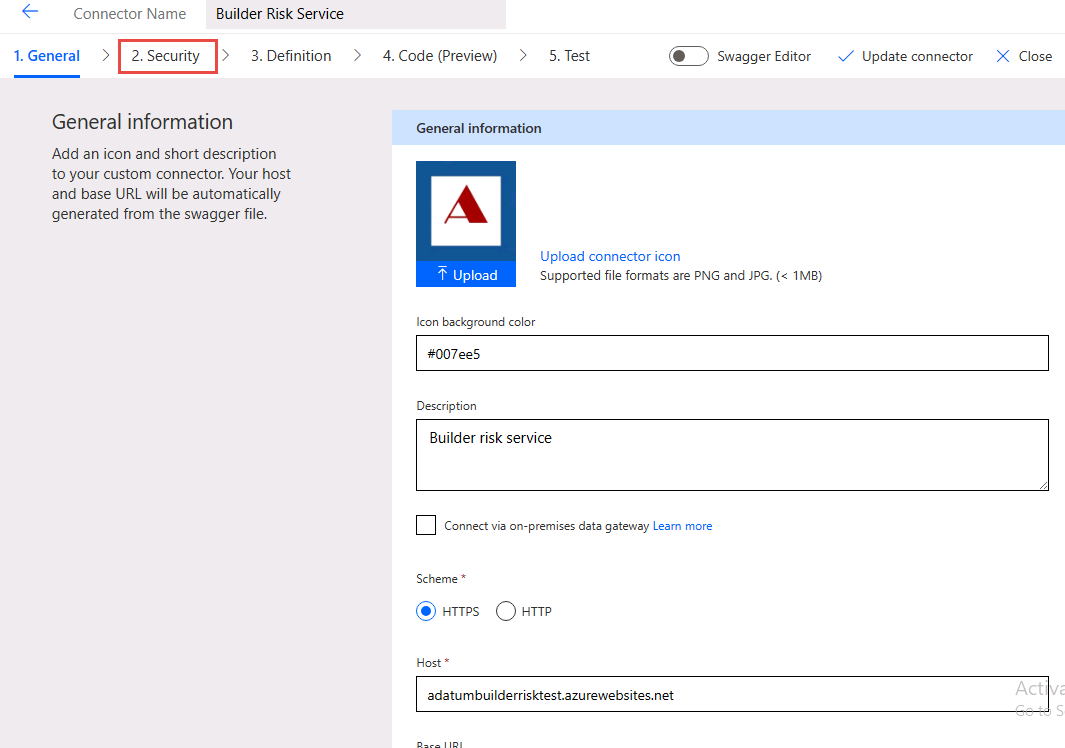 Connector Name Builder Risk Service
1. General 2. Security 3. Definition 4. Code (Preview) 5. Test Swagger Editor Update connector Close
General information
Add an icon and short description
to your custom connector. Your host
and base URL will be automatically
generated from the swagger file.
General information
A
Upload
Upload connector icon
Supported file formats are PNG and JPG. (< 1MB)
Icon background color
#007ee5
Description
Builder risk service
Connect via on-premises data gateway Learn more
Scheme *
HTTPS HTTP
Host *
adatumbuilderrisktest.azurewebsites.net
Go to
Base URL